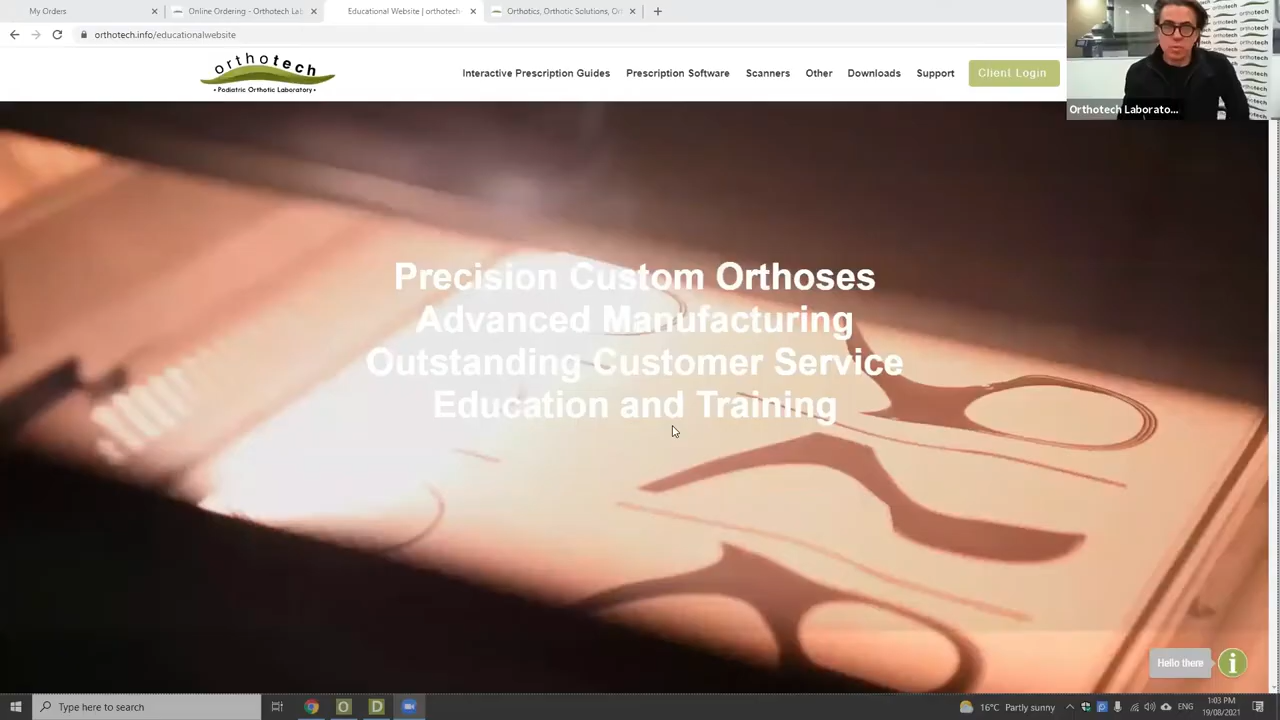 My Orders
Online Ordering - Orthotech La
Educational Website | orthotech
Orthotics, Orthotic Solutions, Or
orthotech.info/educationalwebsite
orthotech
• Podiatric Orthotic Laboratory •
Interactive Prescription Guides
Prescription Software
Scanners
Other
Downloads
Support
Client Login
Orthotech Laborato...
Precision Custom Orthoses
Advanced Manufacturing
Outstanding Customer Service
Education and Training
Hello there
Type here to search
16°C Partly sunny
ENG
1:03 PM
19/08/2021